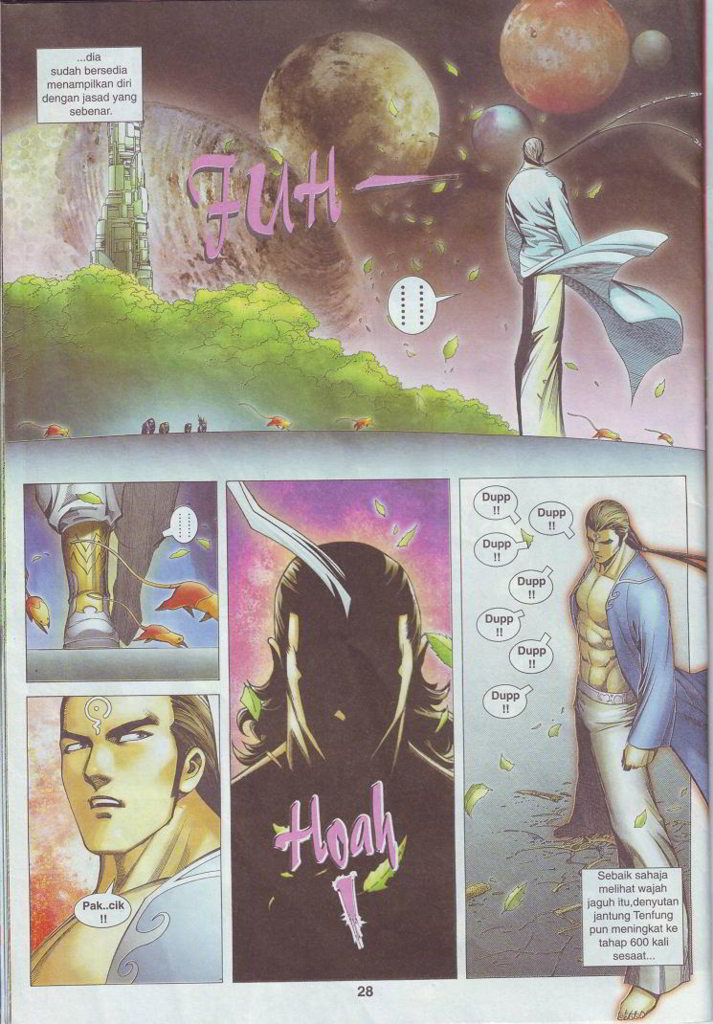 ...dia
sudah bersedia
menampilkan diri
dengan jasad yang
sebenar.
FUH—
Pak..cik
!!
Hoah
!
Dupp
!!
Dupp
!!
Dupp
!!
Dupp
!!
Dupp
!!
Dupp
!!
Dupp
!!
Sebaik sahaja
melihat wajah
jaguh itu,denyutan
jantung Tenfung
pun meningkat ke
tahap 600 kali
sesaat...
28